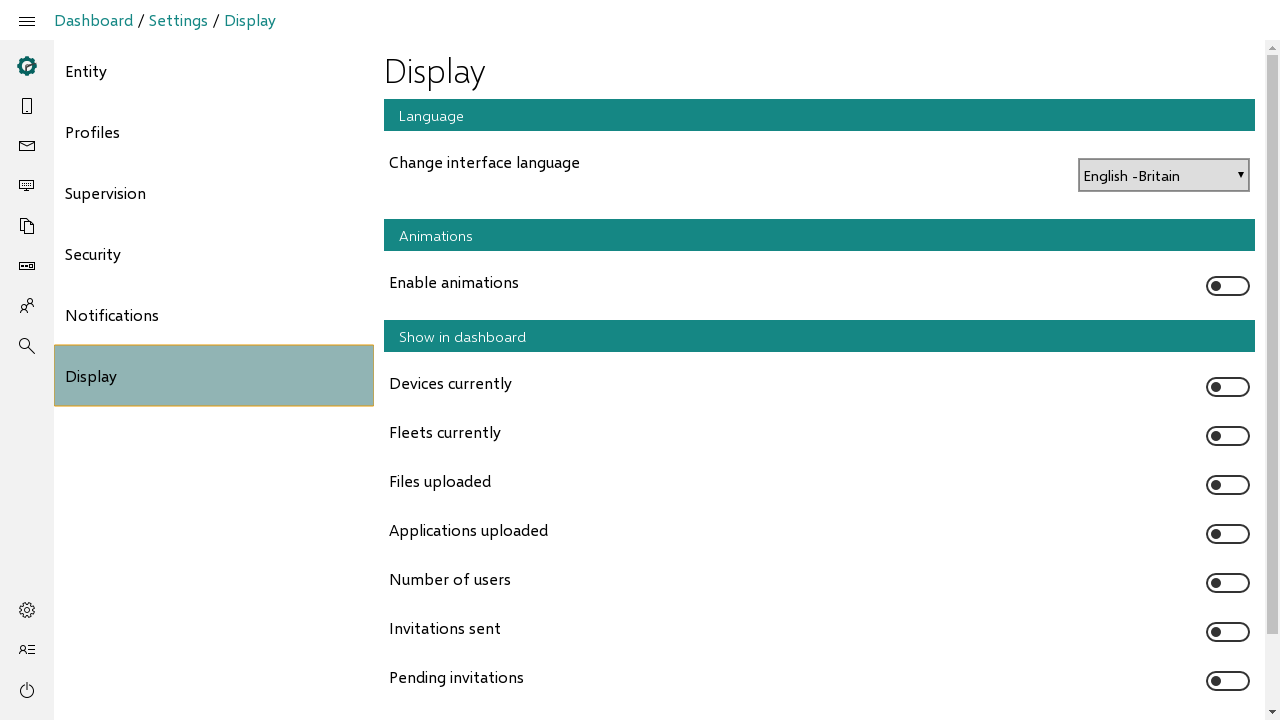 Dashboard / Settings / Display
Entity
Profiles
Supervision
Security
Notifications
Display
Display
Language
Change interface language
English -Britain
Animations
Enable animations
Show in dashboard
Devices currently
Fleets currently
Files uploaded
Applications uploaded
Number of users
Invitations sent
Pending invitations